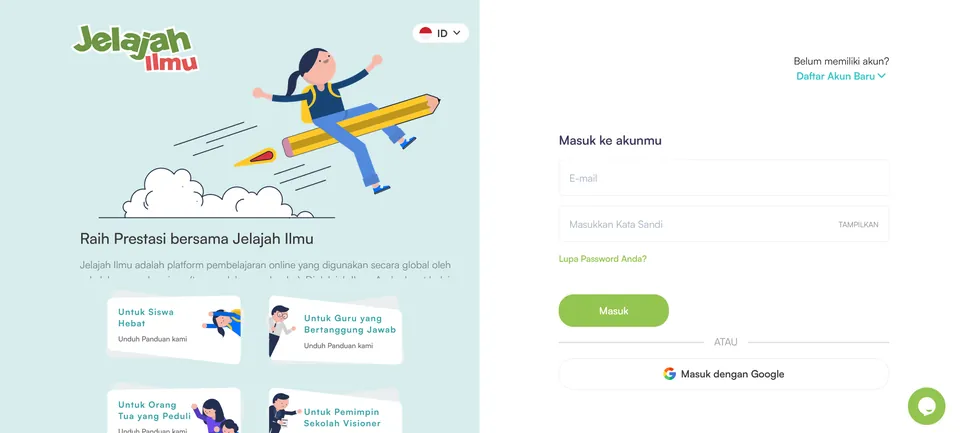 Jelajah
Ilmu
ID
Raih Prestasi bersama Jelajah Ilmu
Jelajah Ilmu adalah platform pembelajaran online yang digunakan secara global oleh
Untuk Siswa
Hebat
Unduh Panduan kami
Untuk Guru yang
Bertanggung Jawab
Unduh Panduan kami
Untuk Orang
Tua yang Peduli
Unduh Panduan kami
Untuk Pemimpin
Sekolah Visioner
Belum memiliki akun?
Daftar Akun Baru
Masuk ke akunmu
E-mail
Masukkan Kata Sandi
TAMPILKAN
Lupa Password Anda?
Masuk
ATAU
Masuk dengan Google